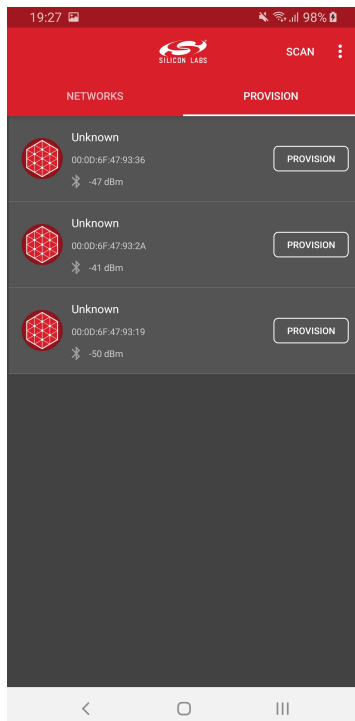 19:27 98%
SILICON LABS
SCAN
NETWORKS PROVISION
Unknown
00:0D:6F:47:93:36
-47 dBm
PROVISION
Unknown
00:0D:6F:47:93:2A
-41 dBm
PROVISION
Unknown
00:0D:6F:47:93:19
-50 dBm
PROVISION